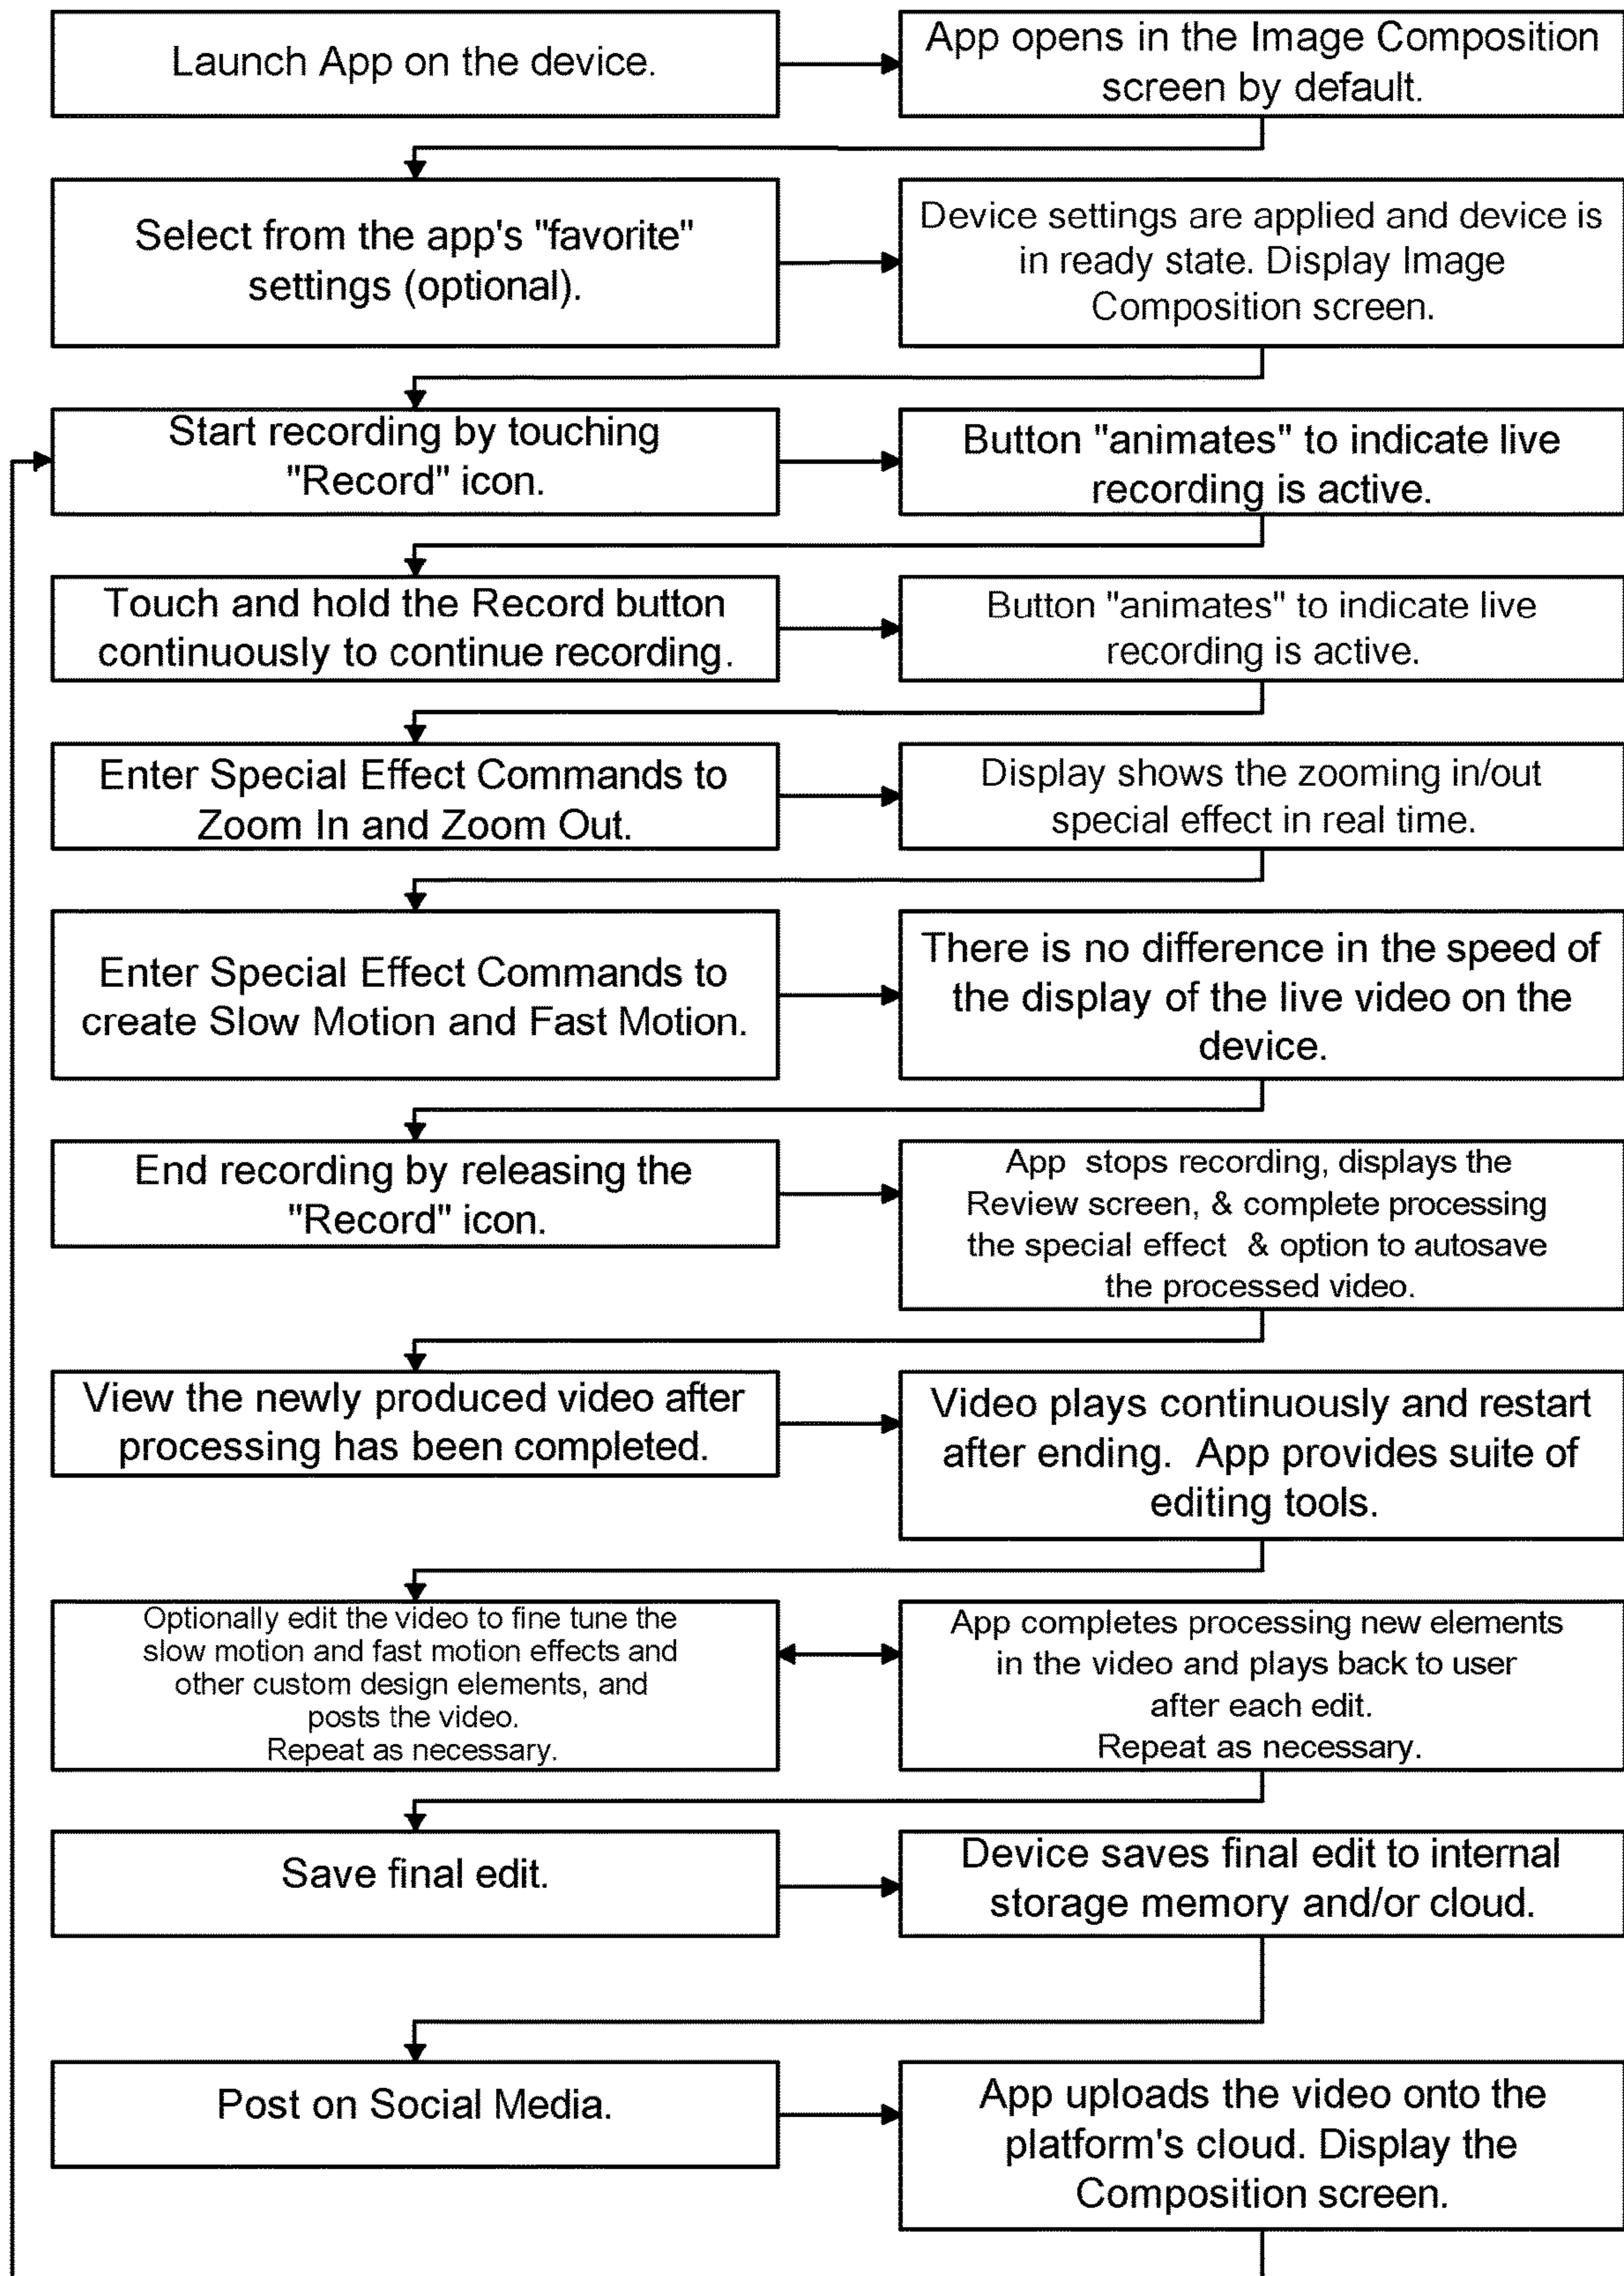 Launch App on the device.
App opens in the Image Composition
screen by default.
Select from the app's "favorite"
settings (optional).
Device settings are applied and device is
in ready state. Display Image
Composition screen.
Start recording by touching
"Record" icon.
Button "animates" to indicate live
recording is active.
Touch and hold the Record button
continuously to continue recording.
Button "animates" to indicate live
recording is active.
Enter Special Effect Commands to
Zoom In and Zoom Out.
Display shows the zooming in/out
special effect in real time.
Enter Special Effect Commands to
create Slow Motion and Fast Motion.
There is no difference in the speed of
the display of the live video on the
device.
End recording by releasing the
"Record" icon.
App stops recording, displays the
Review screen, & complete processing
the special effect & option to autosave
the processed video.
View the newly produced video after
processing has been completed.
Video plays continuously and restart
after ending. App provides suite of
editing tools.
Optionally edit the video to fine tune the
slow motion and fast motion effects and
other custom design elements, and
posts the video.
Repeat as necessary.
App completes processing new elements
in the video and plays back to user
after each edit.
Repeat as necessary.
Save final edit.
Device saves final edit to internal
storage memory and/or cloud.
Post on Social Media.
App uploads the video onto the
platform's cloud. Display the
Composition screen.